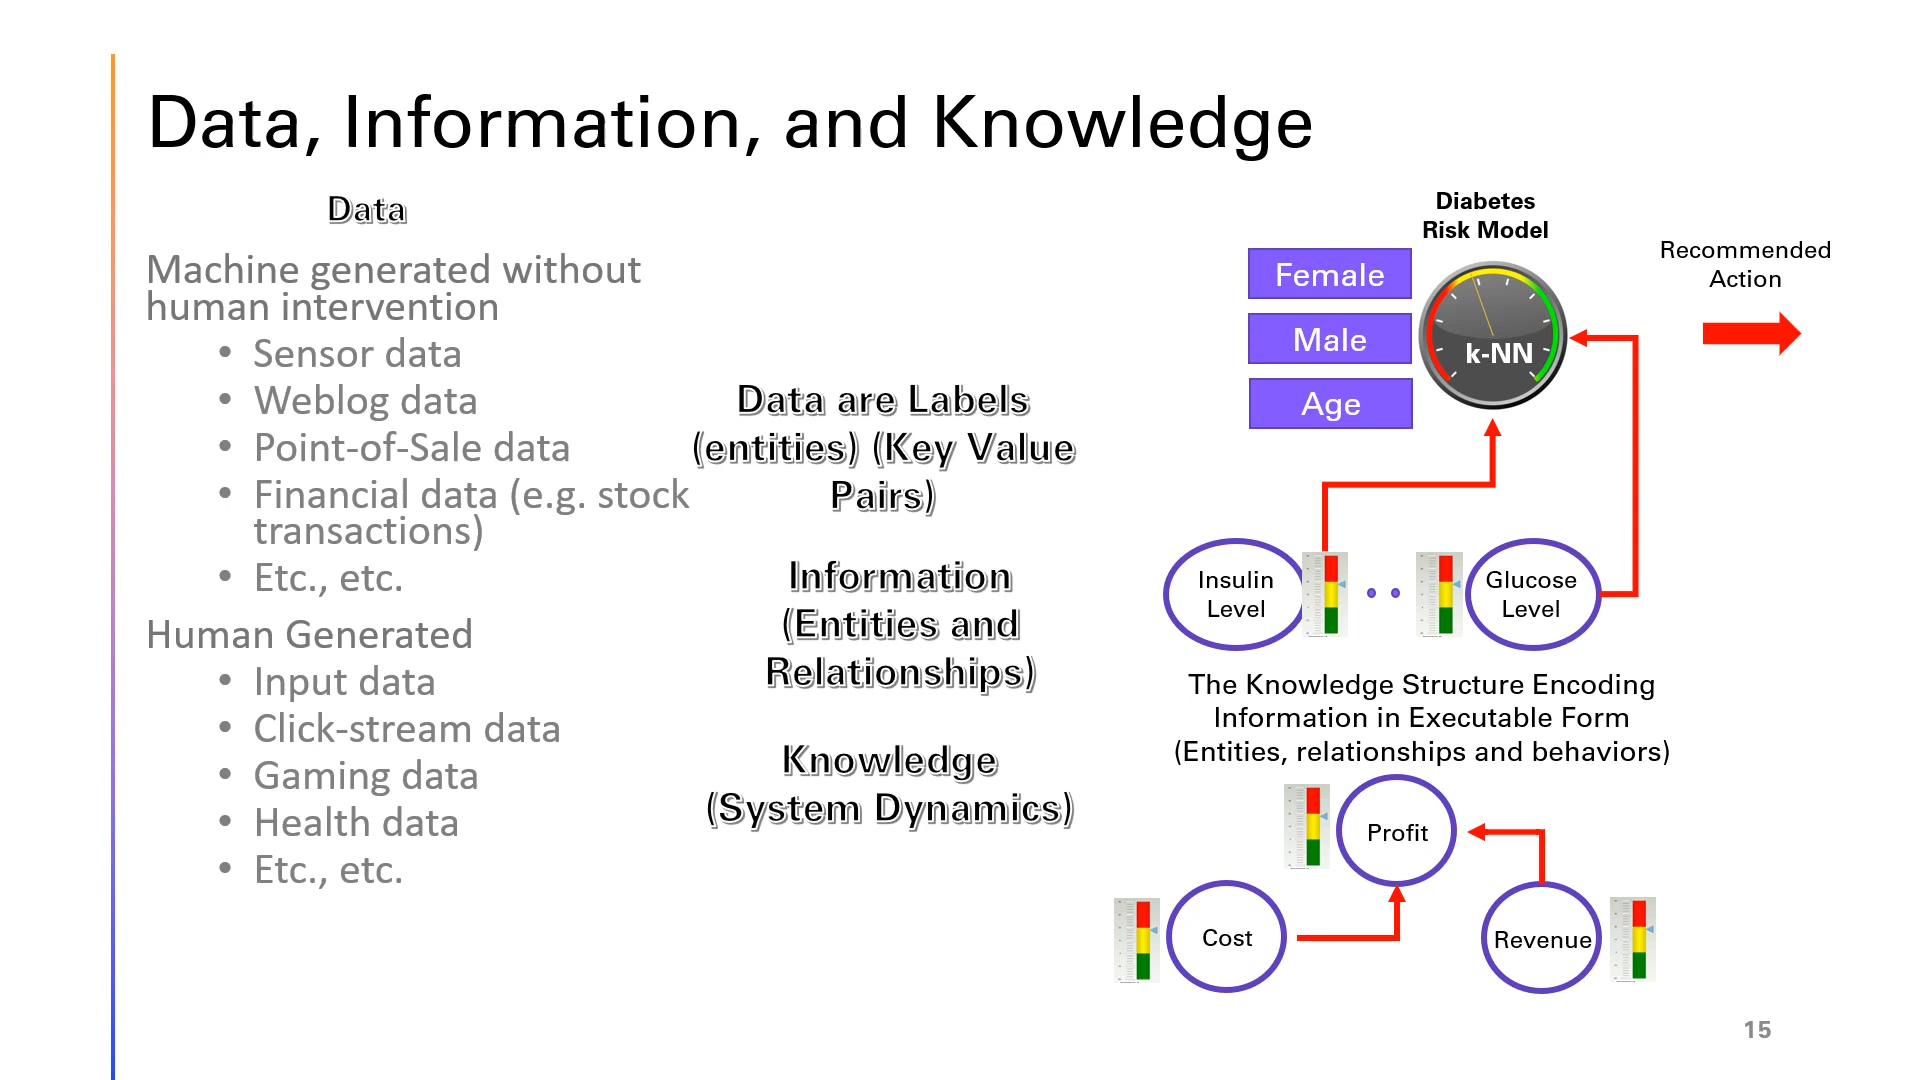 Data, Information, and Knowledge
Data
Machine generated without
human intervention
• Sensor data
• Weblog data
• Point-of-Sale data
• Financial data (e.g. stock
transactions)
• Etc., etc.
Human Generated
• Input data
• Click-stream data
• Gaming data
• Health data
• Etc., etc.
Data are Labels
(entities) (Key Value
Pairs)
Information
(Entities and
Relationships)
Knowledge
(System Dynamics)
Diabetes
Risk Model
Female
Male
Age
k-NN
Recommended
Action
Insulin
Level
Glucose
Level
The Knowledge Structure Encoding
Information in Executable Form
(Entities, relationships and behaviors)
Profit
Cost
Revenue
15